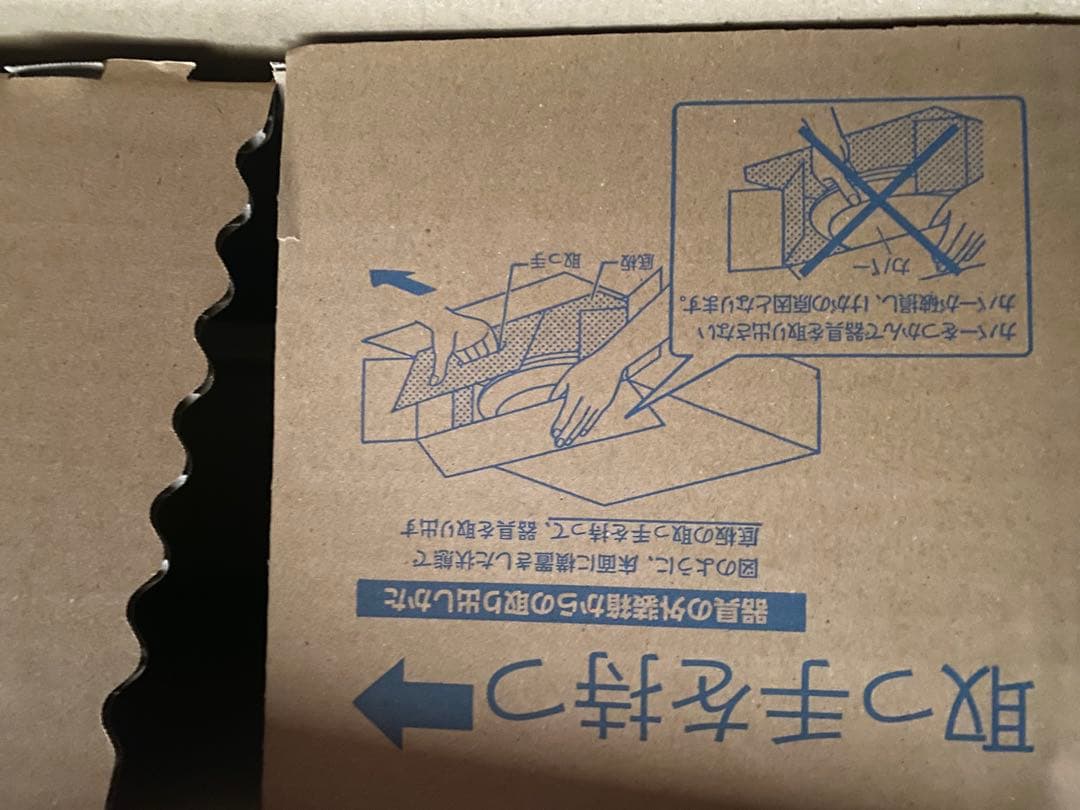 取っ手を持つ
器具の外装箱からの取り出しかた
図のように、床面に横置きした状態で
底板の取っ手を持って、器具を取り出す
カバーをつかんで器具を取り出さない
カバーが破損し、けがの原因となります。
カバー
底板
取っ手